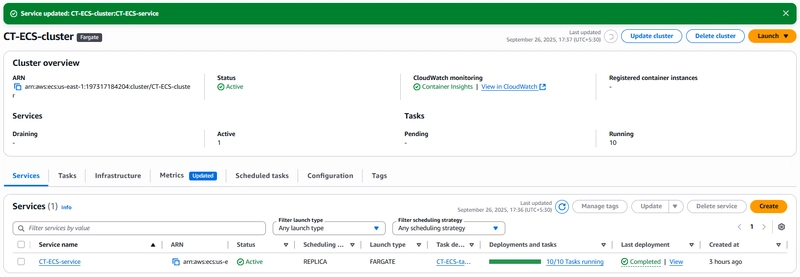 Service updated: CT-ECS-cluster:CT-ECS-service
CT-ECS-cluster Fargate
Last updated
September 26, 2025, 17:37 (UTC+5:30)
Update cluster
Delete cluster
Launch
Cluster overview
ARN
arn:aws:ecs:us-east-1:197317184204:cluster/CT-ECS-cluste
r
Status
Active
CloudWatch monitoring
Container Insights | View in CloudWatch
Registered container instances
-
Services
Tasks
Draining
-
Active
1
Pending
-
Running
10
Services Tasks Infrastructure Metrics Updated Scheduled tasks Configuration Tags
Services (1) Info
Last updated
September 26, 2025, 17:36 (UTC+5:30)
Manage tags
Update
Delete service
Create
Filter services by value
Filter launch type
Any launch type
Filter scheduling strategy
Any scheduling strategy
1
Service name ARN Status Scheduling ... Launch type Task de... Deployments and tasks Last deployment Created at
CT-ECS-service arn:aws:ecs:us-e Active REPLICA FARGATE CT-ECS-ta... 10/10 Tasks running Completed | View 3 hours ago